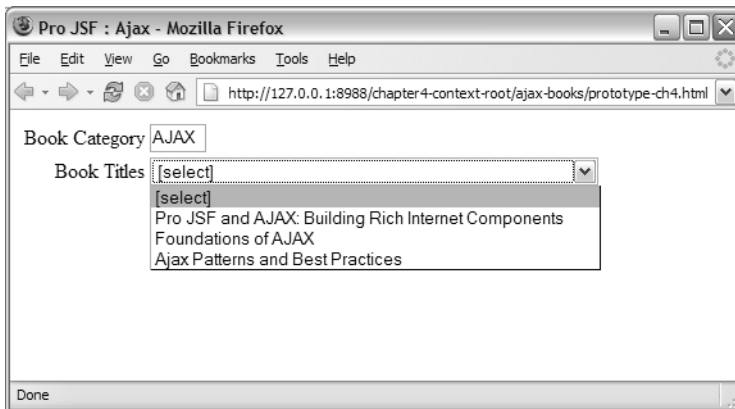 Pro JSF : Ajax - Mozilla Firefox
File Edit View Go Bookmarks Tools Help
http://127.0.0.1:8988/chapter4-context-root/ajax-books/prototype-ch4.html
Book Category AJAX
Book Titles [select]
[select]
Pro JSF and AJAX: Building Rich Internet Components
Foundations of AJAX
Ajax Patterns and Best Practices
Done